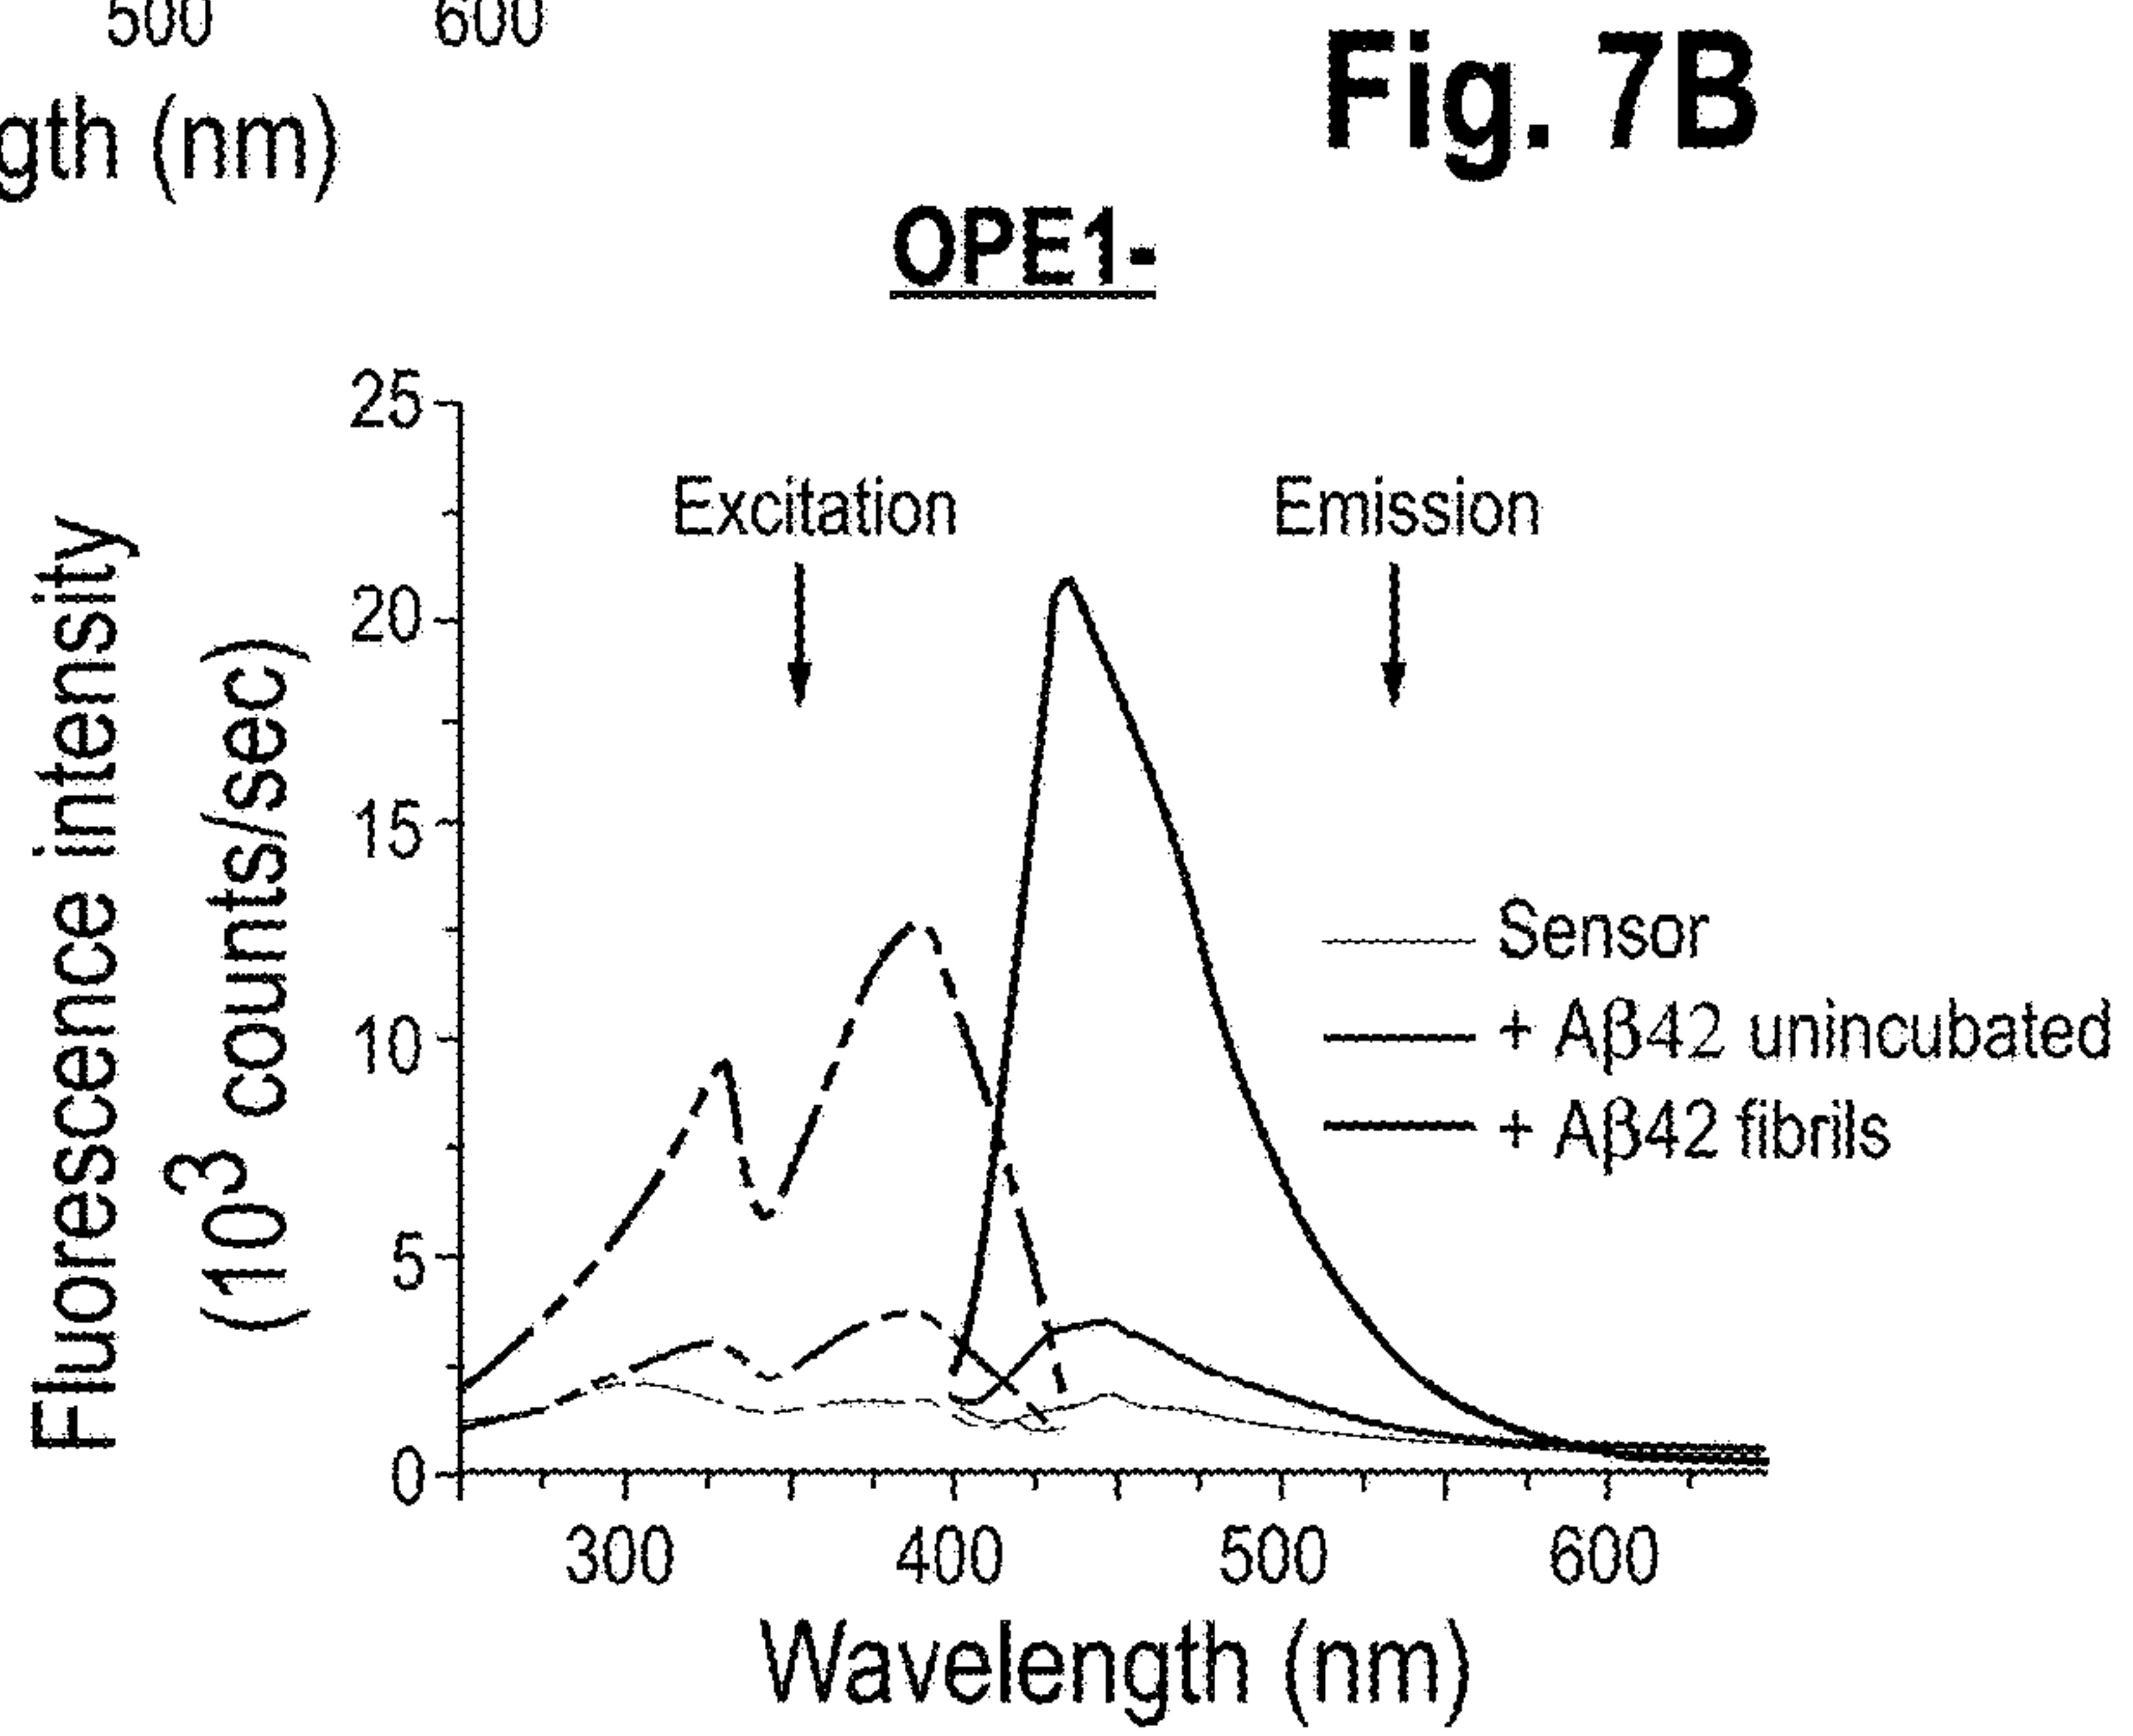 500 600
gth (nm)
Fig. 7B
OPE1-
25
20
15
10
5
0
Excitation
Emission
Sensor
+ Aβ42 unincubated
+ Aβ42 fibrils
Fluorescence intensity
(10³ counts/sec)
300 400 500 600
Wavelength (nm)